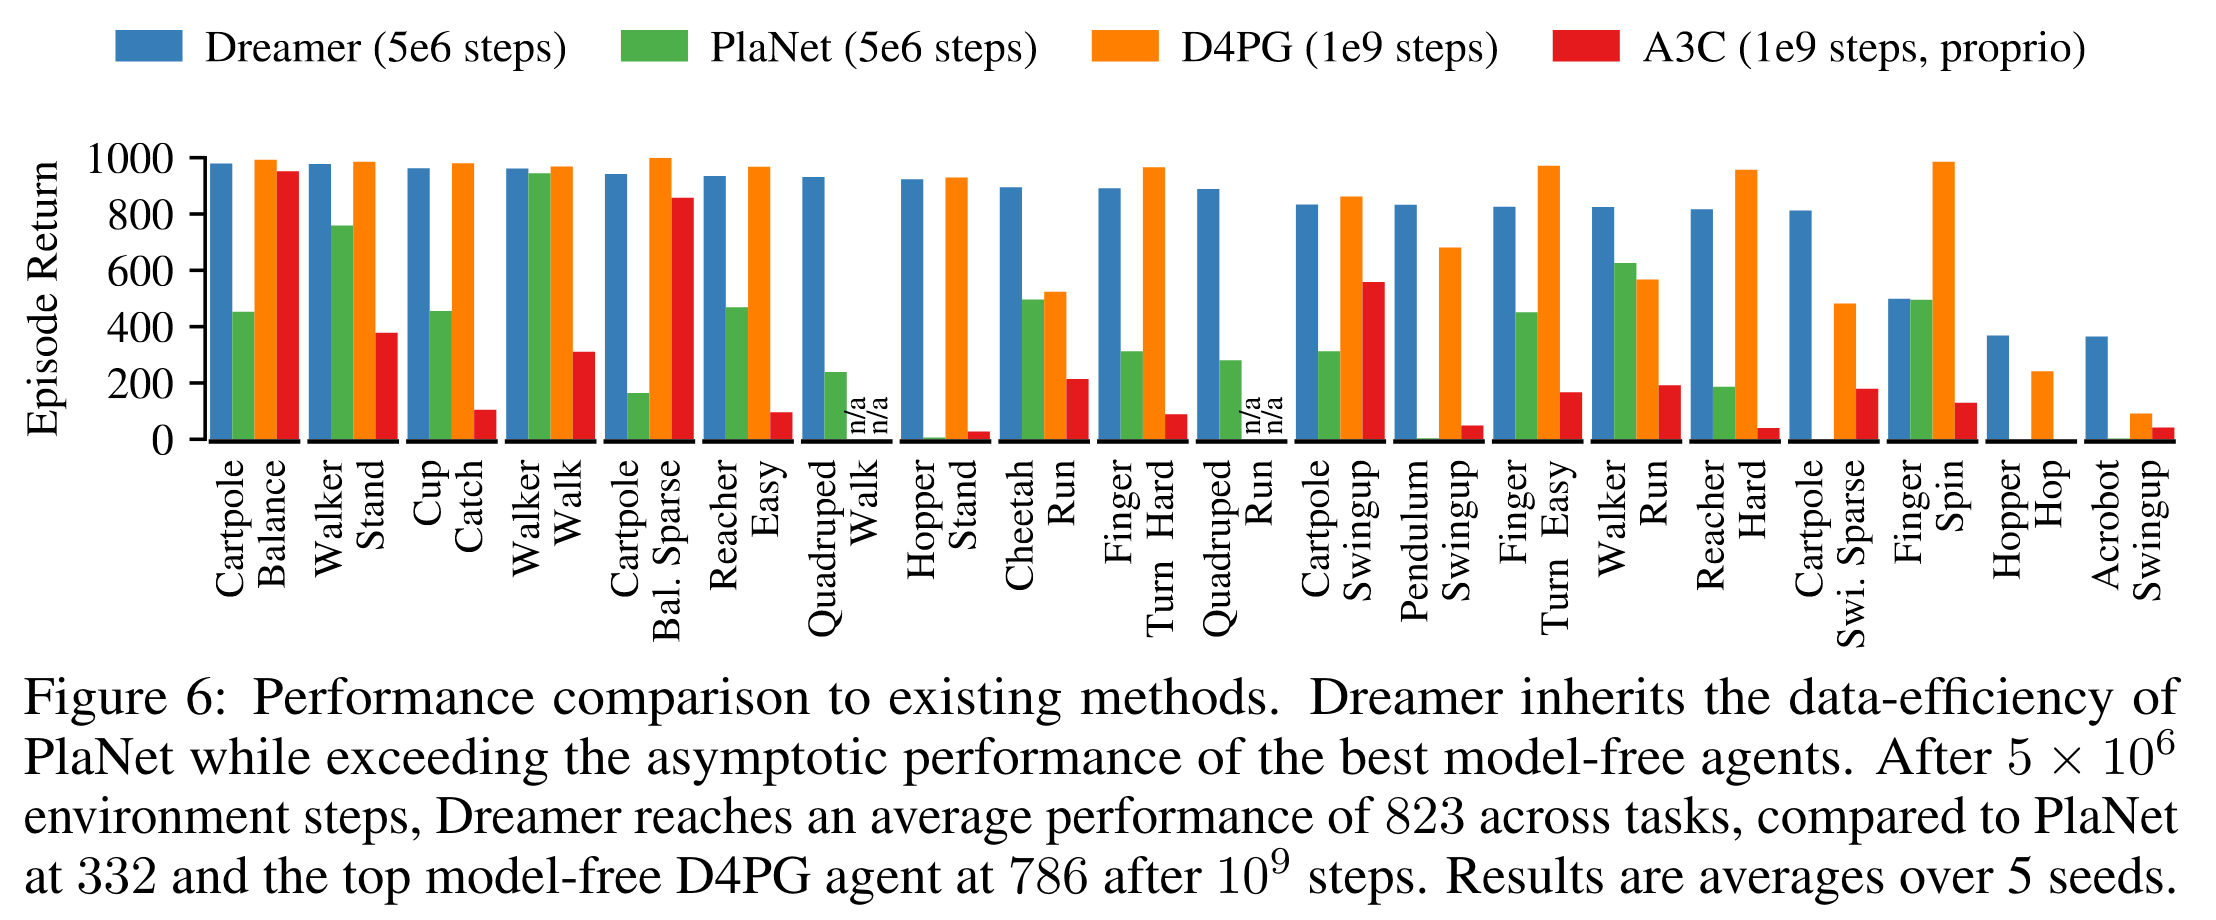 Dreamer (5e6 steps) PlaNet (5e6 steps) D4PG (1e9 steps) A3C (1e9 steps, proprio)
Episode Return
1000
800
600
400
200
0
n/a
n/a
n/a
n/a
Cartpole
Balance
Walker
Stand
Cup
Catch
Walker
Walk
Cartpole
Bal. Sparse
Reacher
Easy
Quadruped
Walk
Hopper
Stand
Cheetah
Run
Finger
Turn Hard
Quadruped
Run
Cartpole
Swingup
Pendulum
Swingup
Finger
Turn Easy
Walker
Run
Reacher
Hard
Cartpole
Swi. Sparse
Finger
Spin
Hopper
Hop
Acrobot
Swingup
Figure 6: Performance comparison to existing methods. Dreamer inherits the data-efficiency of
PlaNet while exceeding the asymptotic performance of the best model-free agents. After 5 × 10⁶
environment steps, Dreamer reaches an average performance of 823 across tasks, compared to PlaNet
at 332 and the top model-free D4PG agent at 786 after 10⁹ steps. Results are averages over 5 seeds.